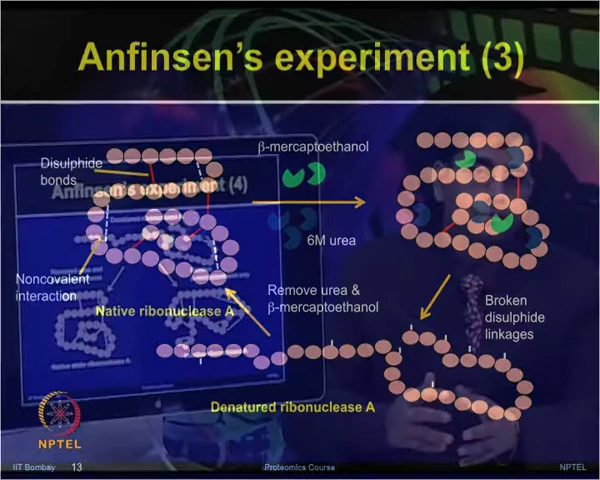 Anfinsen's experiment (3)
β-mercaptoethanol
Disulphide
bonds
Anfinsen's experiment (4)
6M urea
Noncovalent
interaction
Remove urea &
β-mercaptoethanol
Native ribonuclease A
Broken
disulphide
linkages
Denatured ribonuclease A
NPTEL
IIT Bombay
13
Proteomics Course
NPTEL